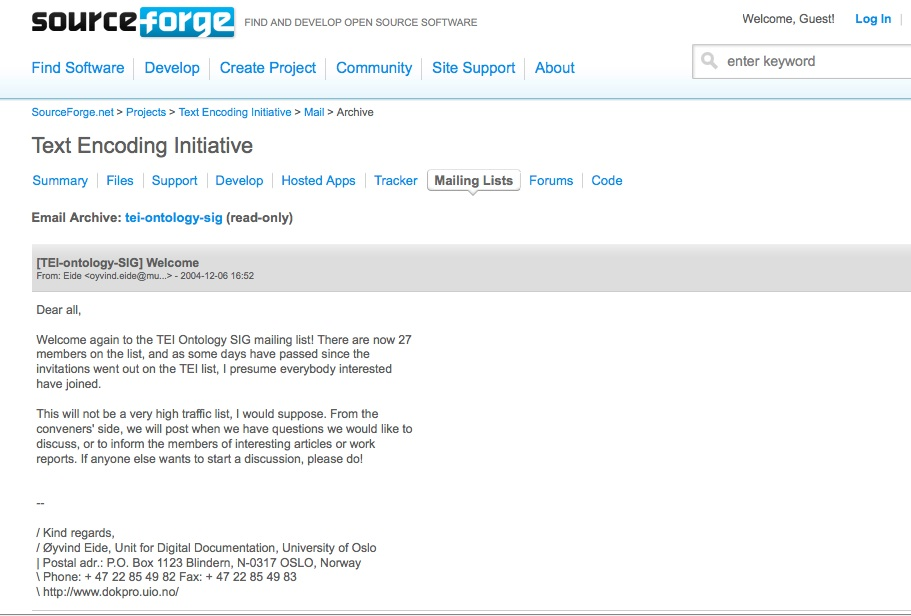 sourceforge FIND AND DEVELOP OPEN SOURCE SOFTWARE
Welcome, Guest! Log In |
Find Software Develop Create Project Community Site Support About
enter keyword
SourceForge.net > Projects > Text Encoding Initiative > Mail > Archive
Text Encoding Initiative
Summary Files Support Develop Hosted Apps Tracker Mailing Lists Forums Code
Email Archive: tei-ontology-sig (read-only)
[TEI-ontology-SIG] Welcome
From: Eide <oyvind.eide@mu...> - 2004-12-06 16:52
Dear all,
Welcome again to the TEI Ontology SIG mailing list! There are now 27
members on the list, and as some days have passed since the
invitations went out on the TEI list, I presume everybody interested
have joined.
This will not be a very high traffic list, I would suppose. From the
conveners' side, we will post when we have questions we would like to
discuss, or to inform the members of interesting articles or work
reports. If anyone else wants to start a discussion, please do!
--
/ Kind regards,
/ Øyvind Eide, Unit for Digital Documentation, University of Oslo
| Postal adr.: P.O. Box 1123 Blindern, N-0317 OSLO, Norway
\ Phone: + 47 22 85 49 82 Fax: + 47 22 85 49 83
\ http://www.dokpro.uio.no/